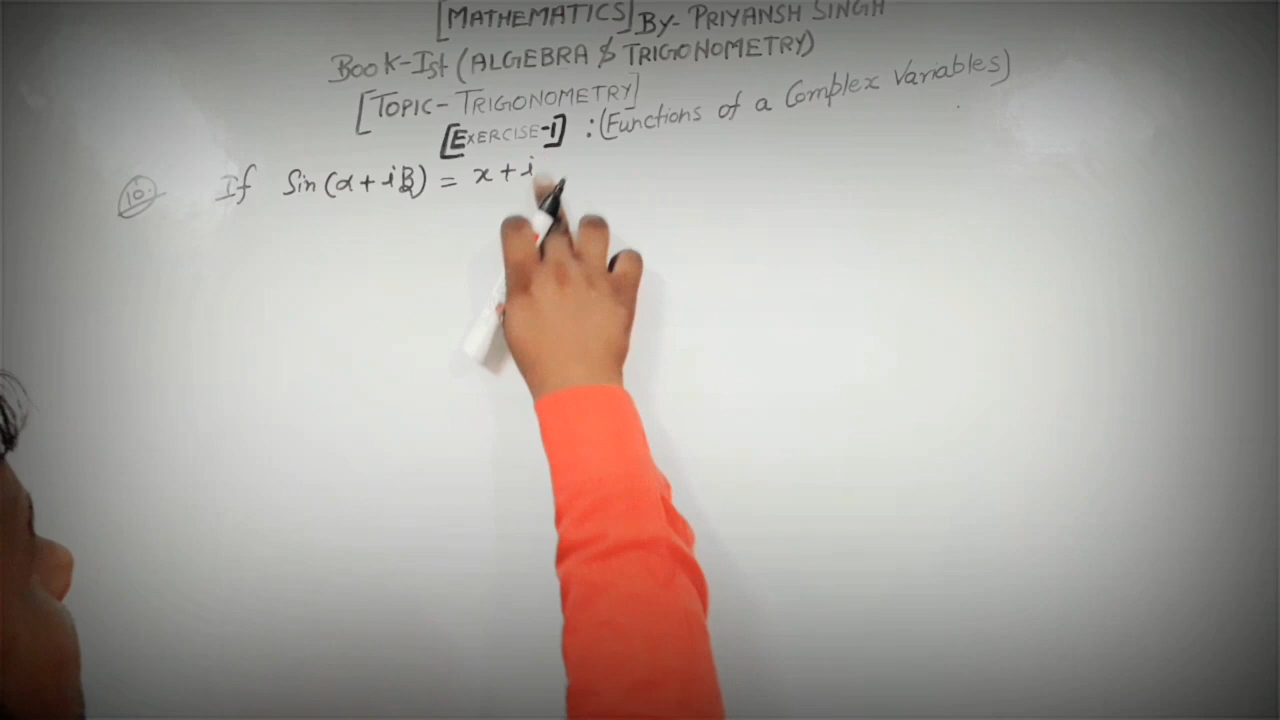 [MATHEMATICS] By- PRIYANSH SINGH
BOOK-Ist (ALGEBRA & TRIGONOMETRY)
[TOPIC- TRIGONOMETRY]
[EXERCISE-1] : (Functions of a Complex Variables)
10. If Sin (α + iβ) = x + i